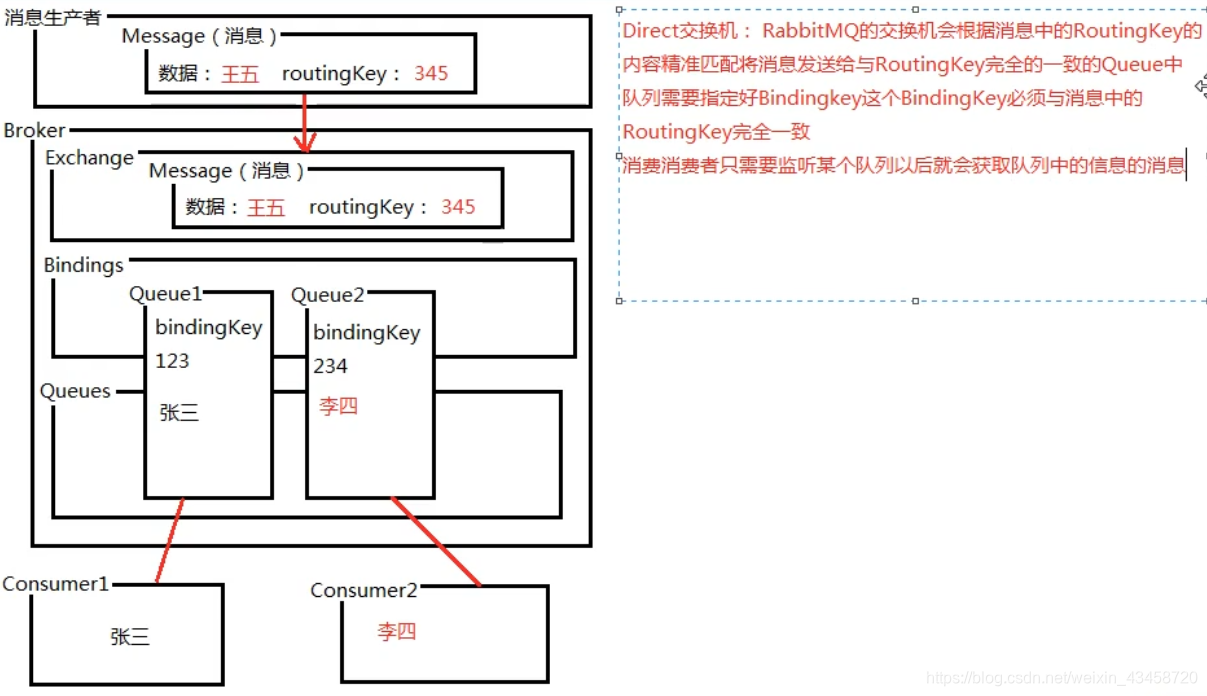 消息生产者
Message ( 消息 )
数据： 王五 routingKey： 345
Broker
Exchange
Message ( 消息 )
数据： 王五 routingKey： 345
Bindings
Queue1
bindingKey
123
Queue2
bindingKey
234
Queues
张三
李四
Consumer1
张三
Consumer2
李四
Direct交换机： RabbitMQ的交换机会根据消息中的RoutingKey的
内容精准匹配将消息发送给与RoutingKey完全的一致的Queue中
队列需要指定好Bindingkey这个BindingKey必须与消息中的
RoutingKey完全一致
消费消费者只需要监听某个队列以后就会获取队列中的信息的消息
https://blog.csdn.net/weixin_43458720